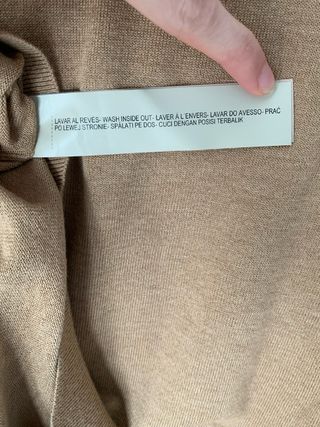 LAVAR AL REVÉS- WASH INSIDE OUT- LAVER À L´ENVERS- LAVAR DO AVESSO- PRAĆ
PO LEWEJ STRONIE- SPĂLAȚI PE DOS- CUCI DENGAN POSISI TERBALIK